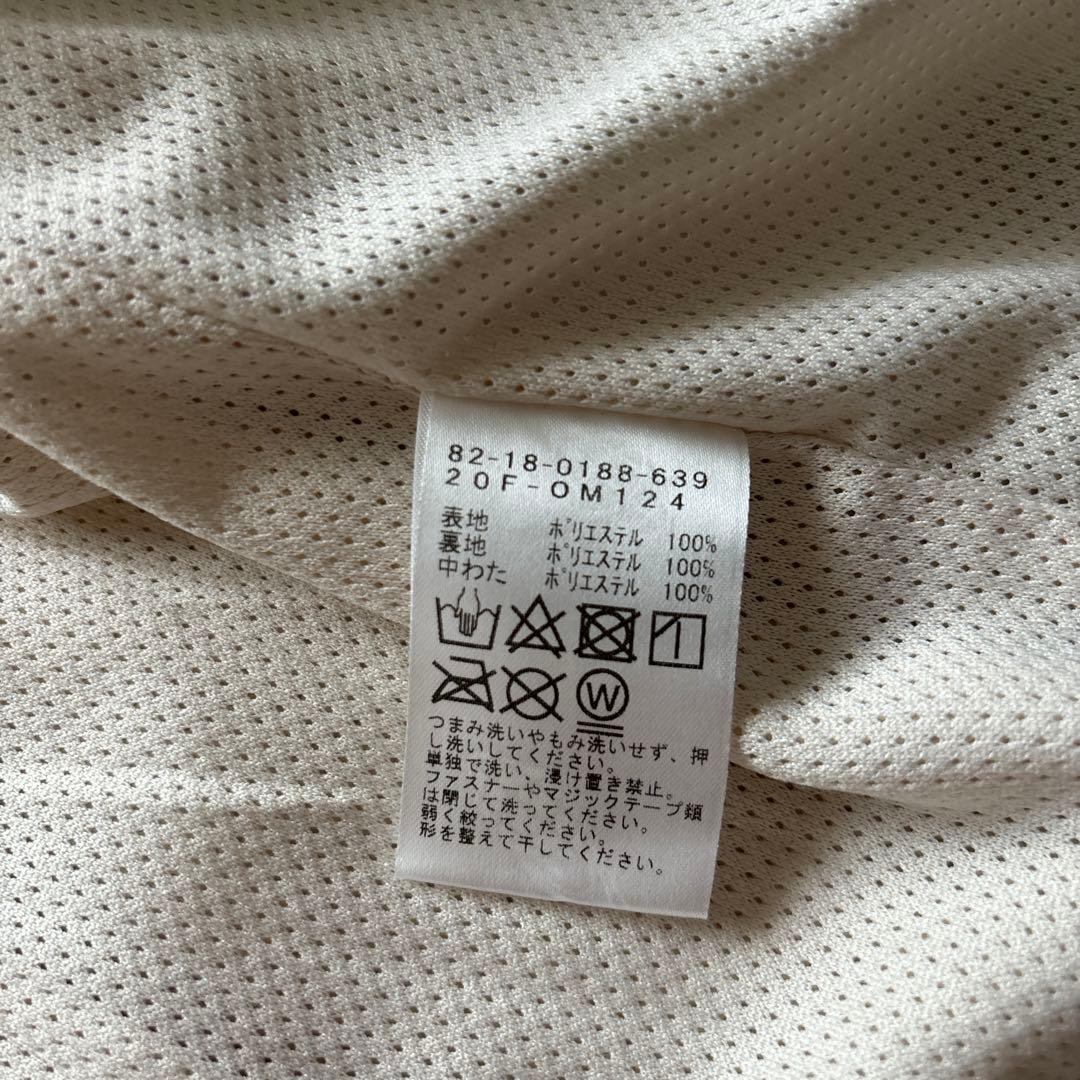 82-18-0188-639
20F-OM124
表地 ポリエステル 100%
裏地 ポリエステル 100%
中わた ポリエステル 100%
W
つまみ洗いやもみ洗いせず、押
し洗いしてください。
単独で洗い、浸け置き禁止。
ファスナーやマジックテープ類
は閉じて洗ってください。
弱く絞ってください。
形を整えて干してください。